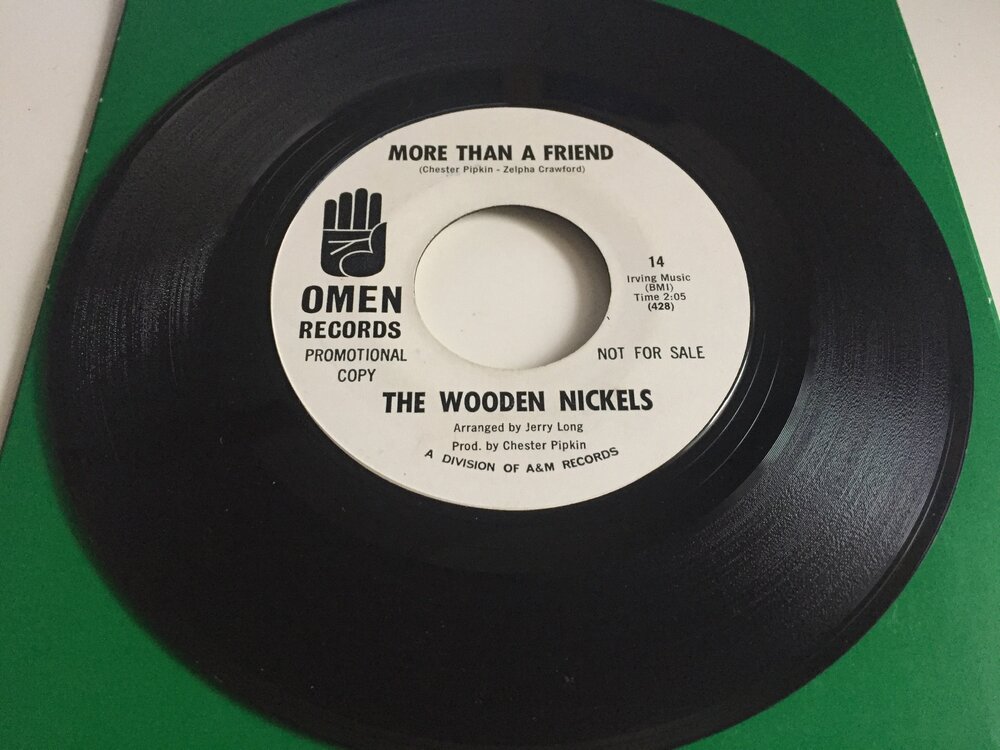 MORE THAN A FRIEND
(Chester Pipkin - Zelpha Crawford)
OMEN
RECORDS
PROMOTIONAL
COPY
14
Irving Music
(BMI)
Time 2:05
(428)
NOT FOR SALE
THE WOODEN NICKELS
Arranged by Jerry Long
Prod. by Chester Pipkin
A DIVISION OF A&M RECORDS